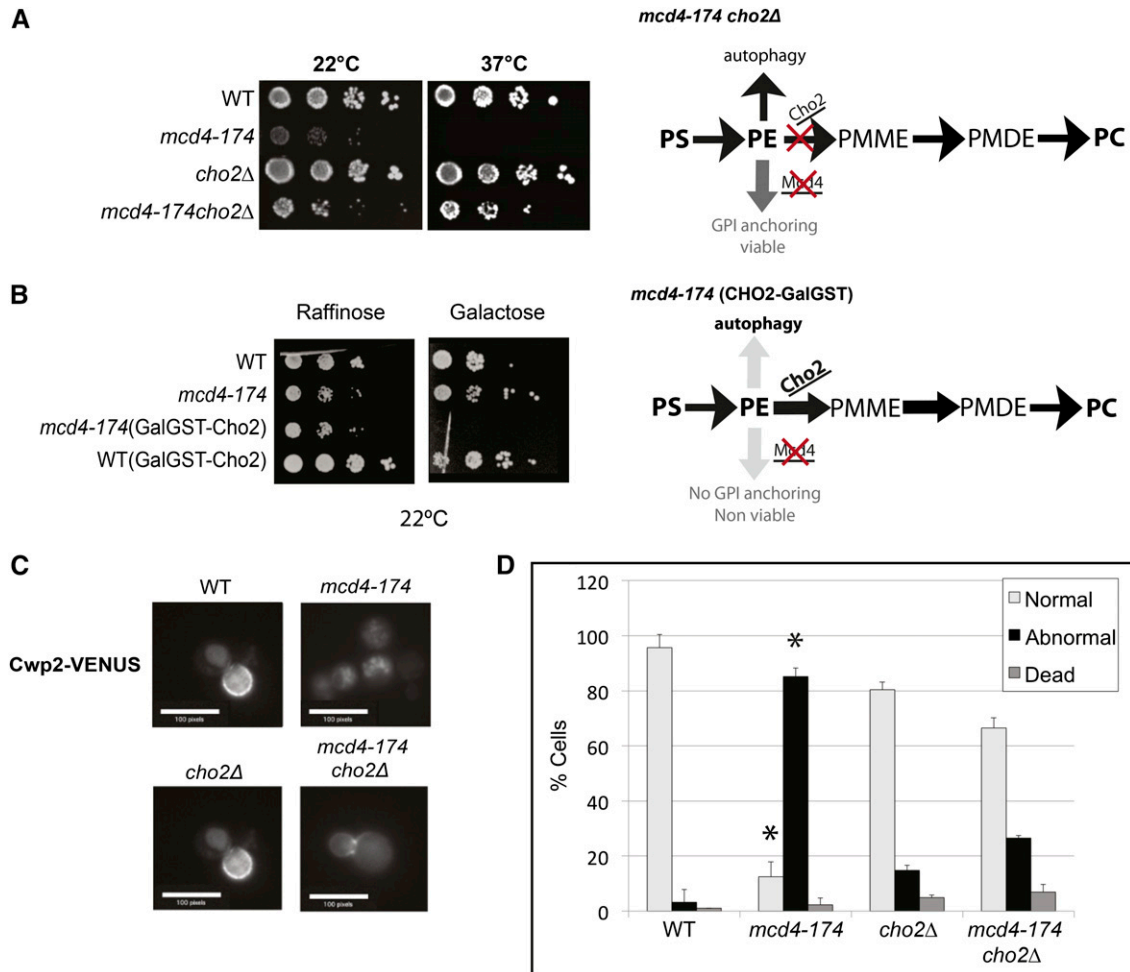 A
22°C
37°C
WT
mcd4-174
cho2Δ
mcd4-174cho2Δ
mcd4-174 cho2Δ
autophagy
Cho2
PS
PE
PMME
PMDE
PC
Mcd4
GPI anchoring
viable
B
Raffinose
Galactose
WT
mcd4-174
mcd4-174(GalGST-Cho2)
WT(GalGST-Cho2)
22ºC
mcd4-174 (CHO2-GalGST)
autophagy
Cho2
PS
PE
PMME
PMDE
PC
Mcd4
No GPI anchoring
Non viable
C
Cwp2-VENUS
WT
100 pixels
mcd4-174
100 pixels
cho2Δ
100 pixels
mcd4-174
cho2Δ
100 pixels
D
% Cells
120
100
80
60
40
20
0
*
*
Normal
Abnormal
Dead
WT
mcd4-174
cho2Δ
mcd4-174
cho2Δ